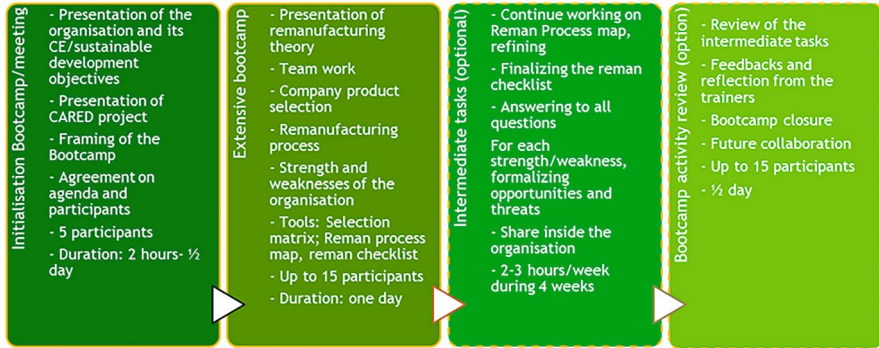 Initialisation Bootcamp/meeting
- Presentation of the
organisation and its
CE/sustainable
development
objectives
- Presentation of
CARED project
- Framing of the
Bootcamp
- Agreement on
agenda and
participants
- 5 participants
- Duration: 2 hours- ½
day
Extensive bootcamp
- Presentation of
remanufacturing
theory
- Team work
- Company product
selection
- Remanufacturing
process
- Strength and
weaknesses of the
organisation
- Tools: Selection
matrix; Reman process
map, reman checklist
- Up to 15 participants
- Duration: one day
Intermediate tasks (optional)
- Continue working on
Reman Process map,
refining
- Finalizing the reman
checklist
- Answering to all
questions
For each
strength/weakness,
formalizing
opportunities and
threats
- Share inside the
organisation
- 2-3 hours/week
during 4 weeks
Bootcamp activity review (option)
- Review of the
intermediate tasks
- Feedbacks and
reflection from the
trainers
- Bootcamp closure
- Future collaboration
- Up to 15 participants
- ½ day